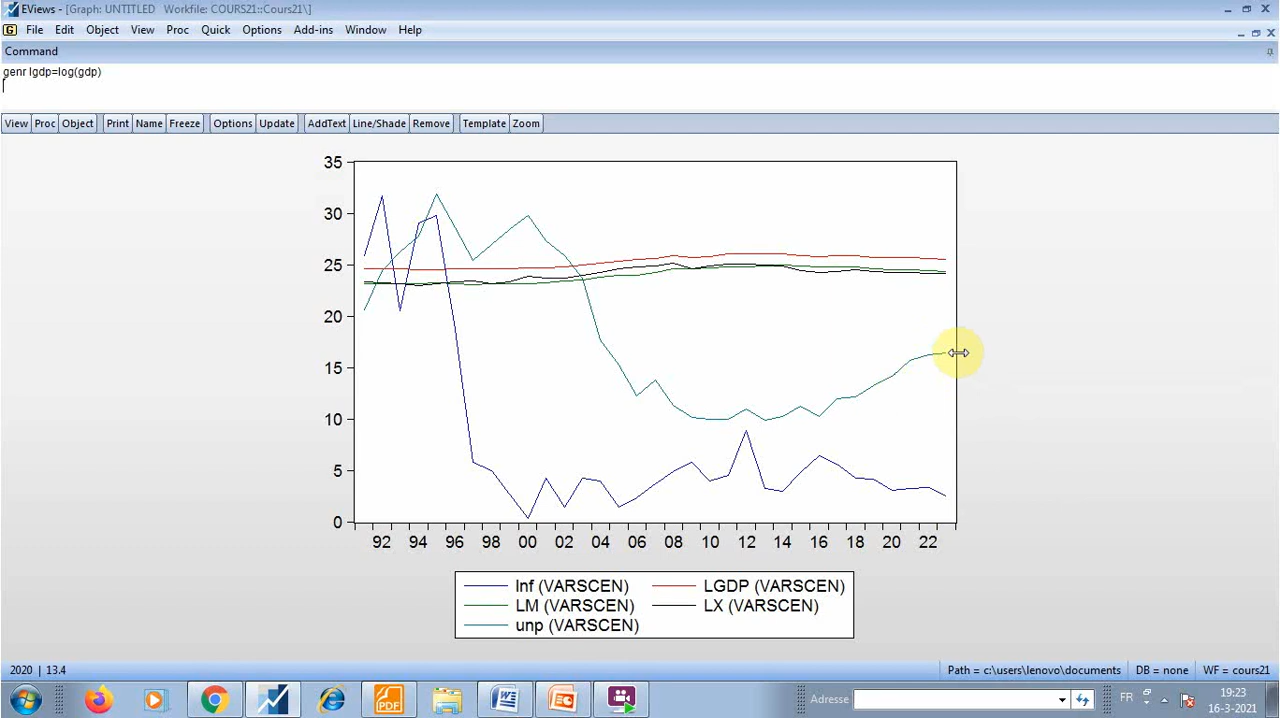 EViews - [Graph: UNTITLED   Workfile: COURS21::Cours21\]
File Edit Object View Proc Quick Options Add-ins Window Help
Command
genr lgdp=log(gdp)
View Proc Object Print Name Freeze Options Update AddText Line/Shade Remove Template Zoom
35
30
25
20
15
10
5
0
92 94 96 98 00 02 04 06 08 10 12 14 16 18 20 22
Inf (VARSCEN) LGDP (VARSCEN)
LM (VARSCEN) LX (VARSCEN)
unp (VARSCEN)
2020 | 13.4 Path = c:\users\lenovo\documents DB = none WF = cours21
PDF Adresse FR 19:23
16-3-2021